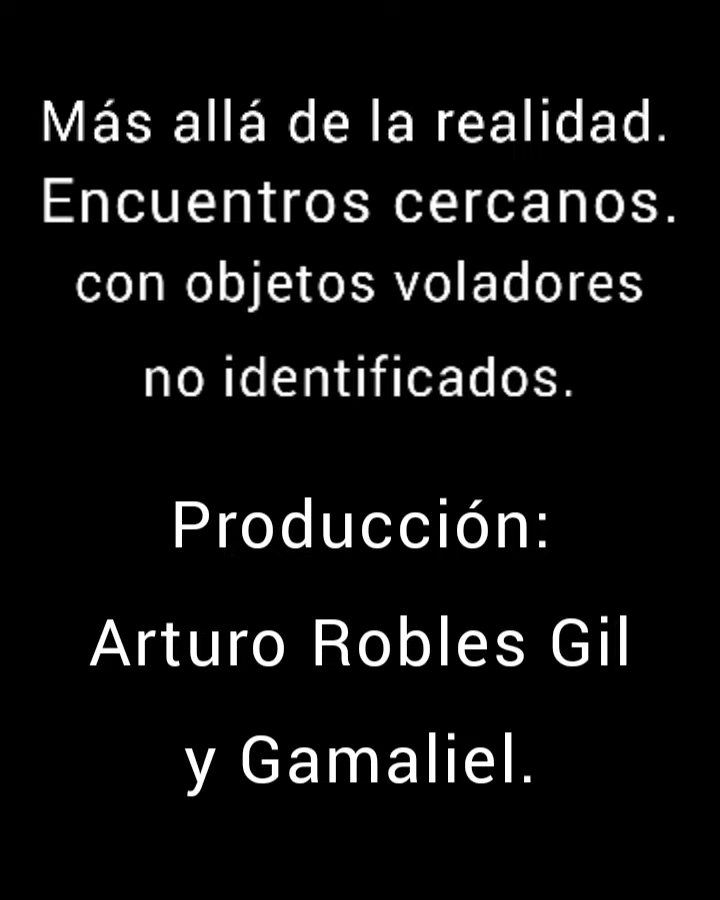 Más allá de la realidad.
Encuentros cercanos.
con objetos voladores
no identificados.
Producción:
Arturo Robles Gil
y Gamaliel.